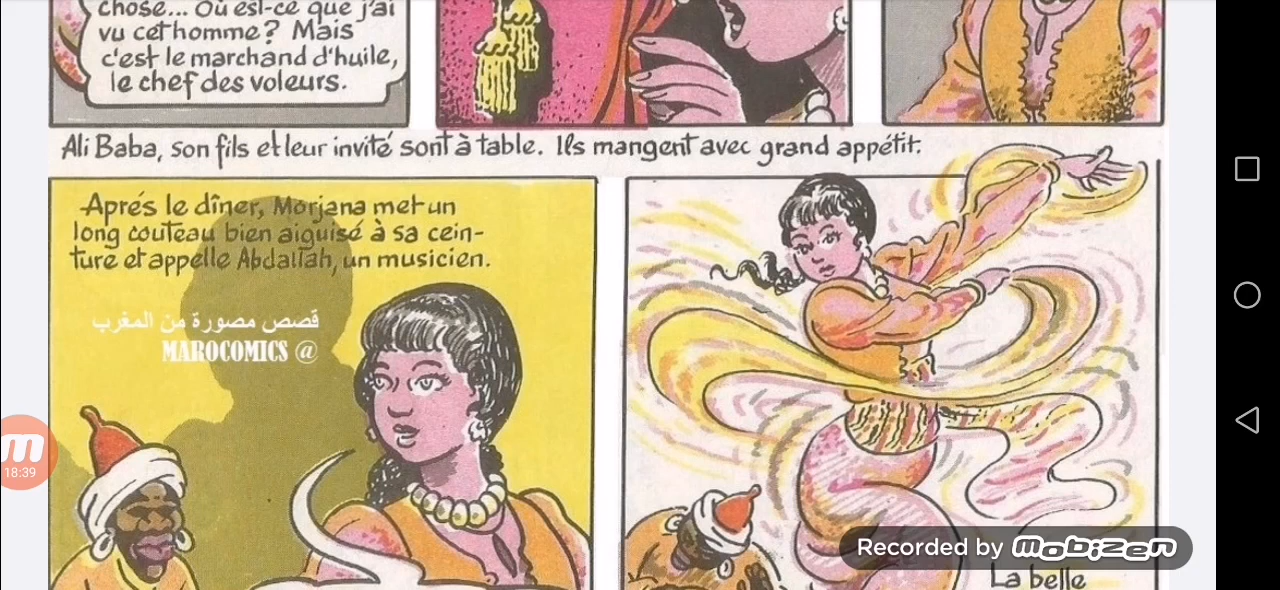 chose... Où est-ce que j'ai
vu cet homme? Mais
c'est le marchand d'huile,
le chef des voleurs.
Ali Baba, son fils et leur invité sont à table. Ils mangent avec grand appétit.
Aprés le dîner, Morjana met un
long couteau bien aiguisé à sa cein-
ture et appelle Abdallah, un musicien.
قصص مصورة من المغرب
MAROCOMICS @
18:39
Recorded by mobizen
La belle